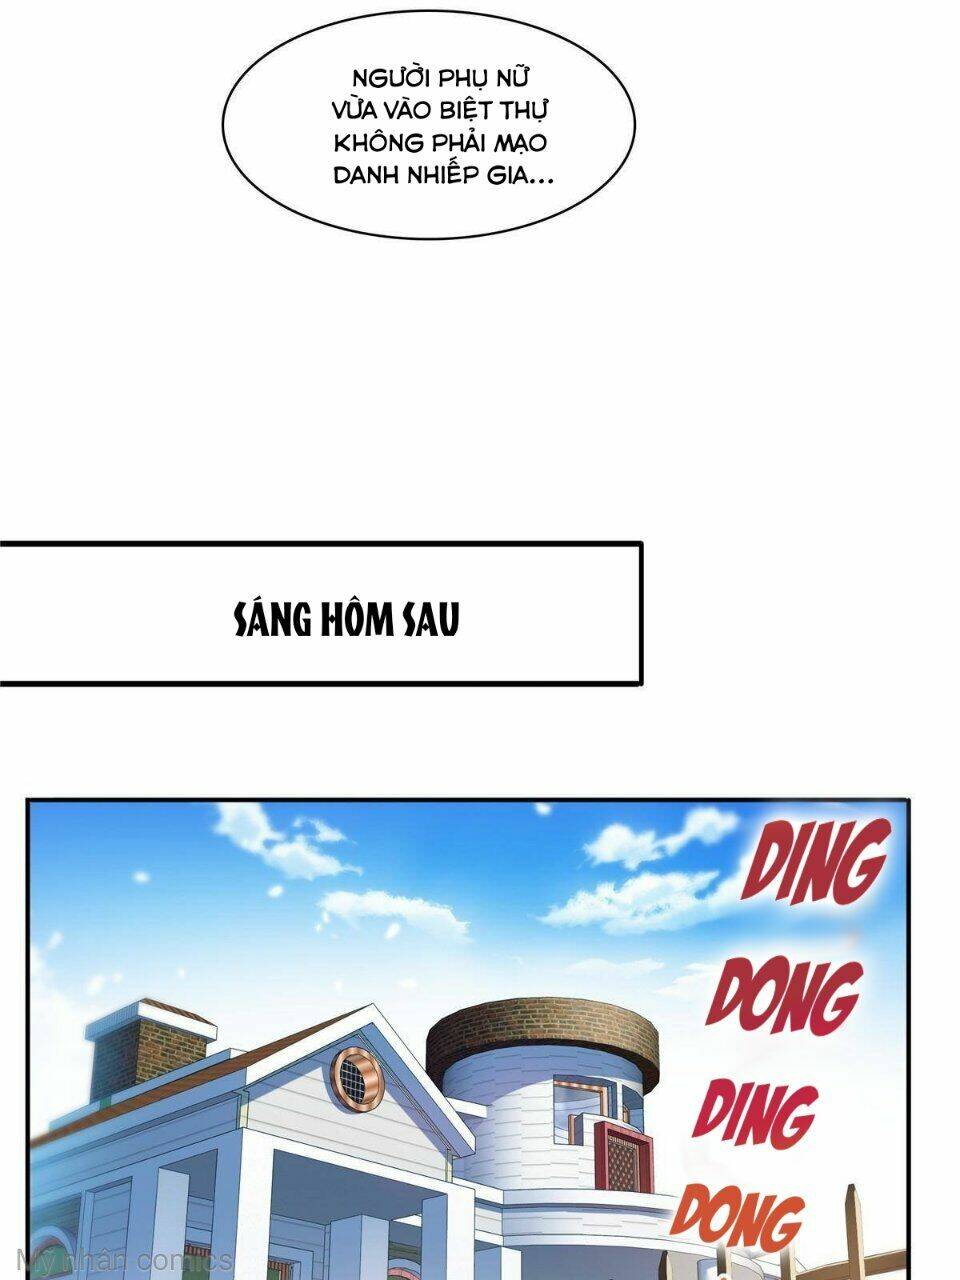 NGƯỜI PHỤ NỮ
VỪA VÀO BIỆT THỰ
KHÔNG PHẢI MẠO
DANH NHIẾP GIA...
SÁNG HÔM SAU
DING
DONG
DING
DONG
Mỹ nhân comics